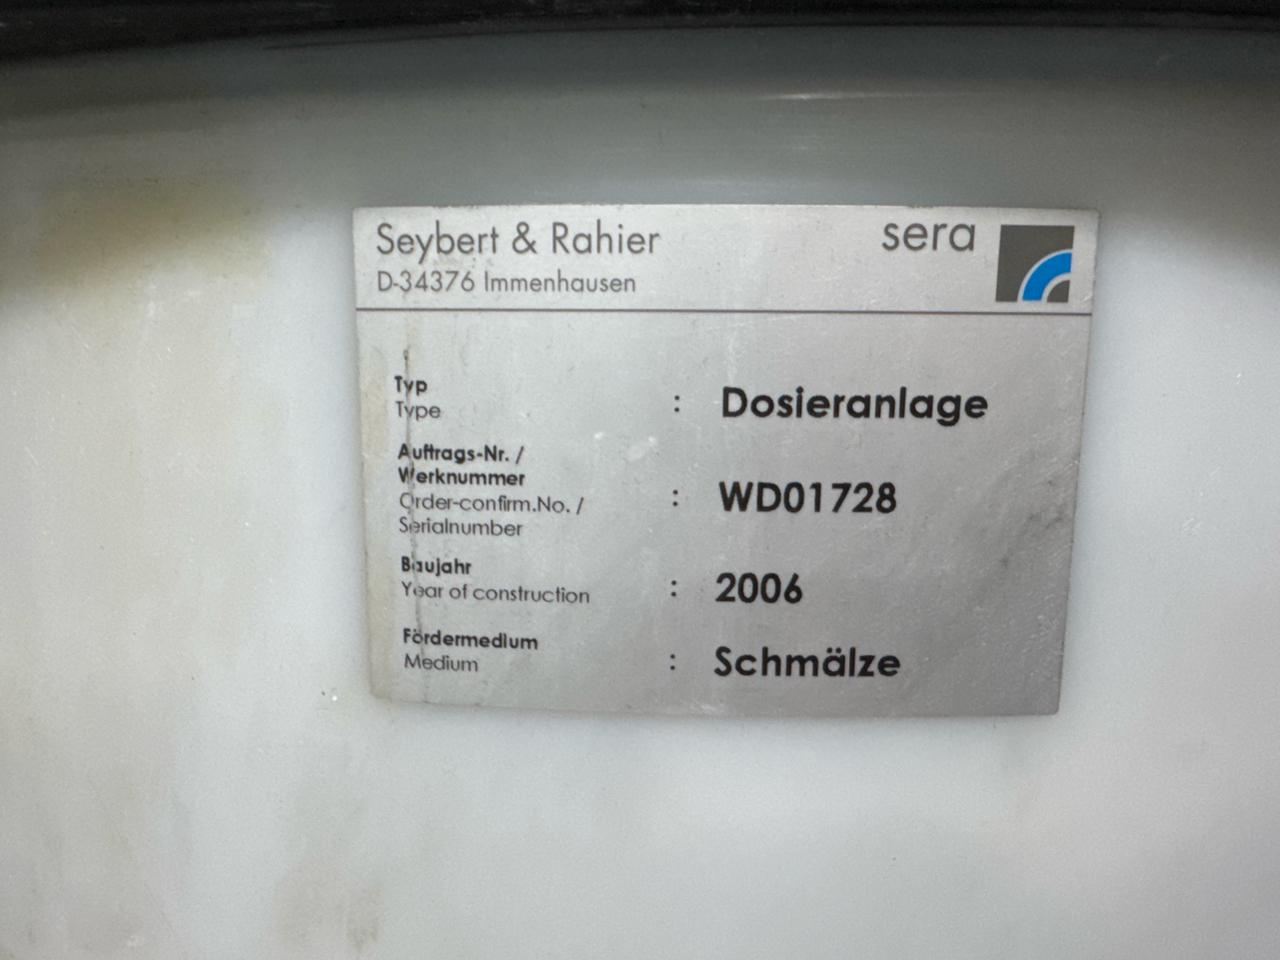 Seybert & Rahier
D-34376 Immenhausen
sera
Typ
Type
: Dosieranlage
Auftrags-Nr. /
Werknummer
Order-confirm.No. /
Serialnumber
: WD01728
Baujahr
Year of construction
: 2006
Fördermedium
Medium
: Schmälze